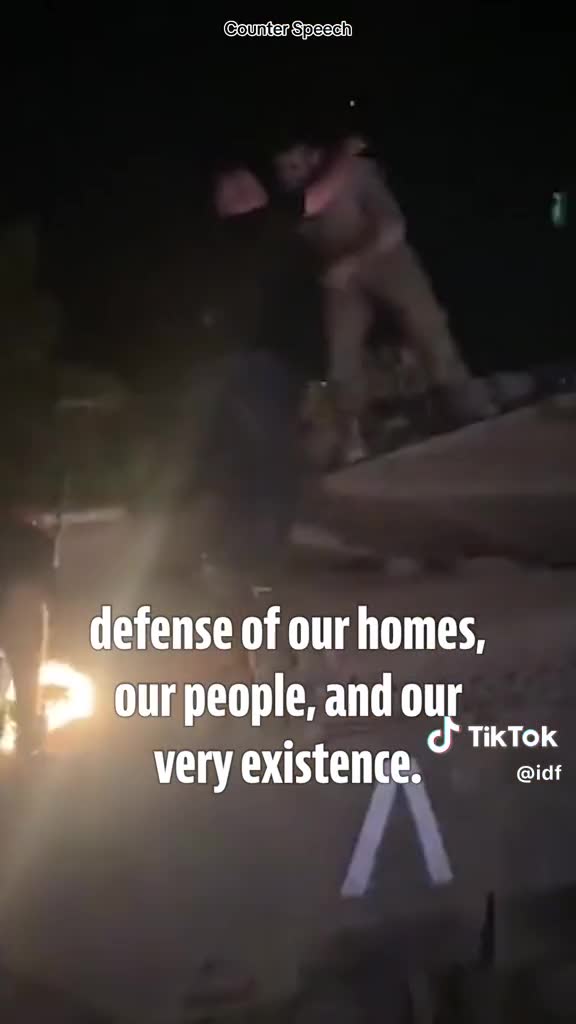 Counter Speech
defense of our homes,
our people, and our
very existence.
TikTok
@idf